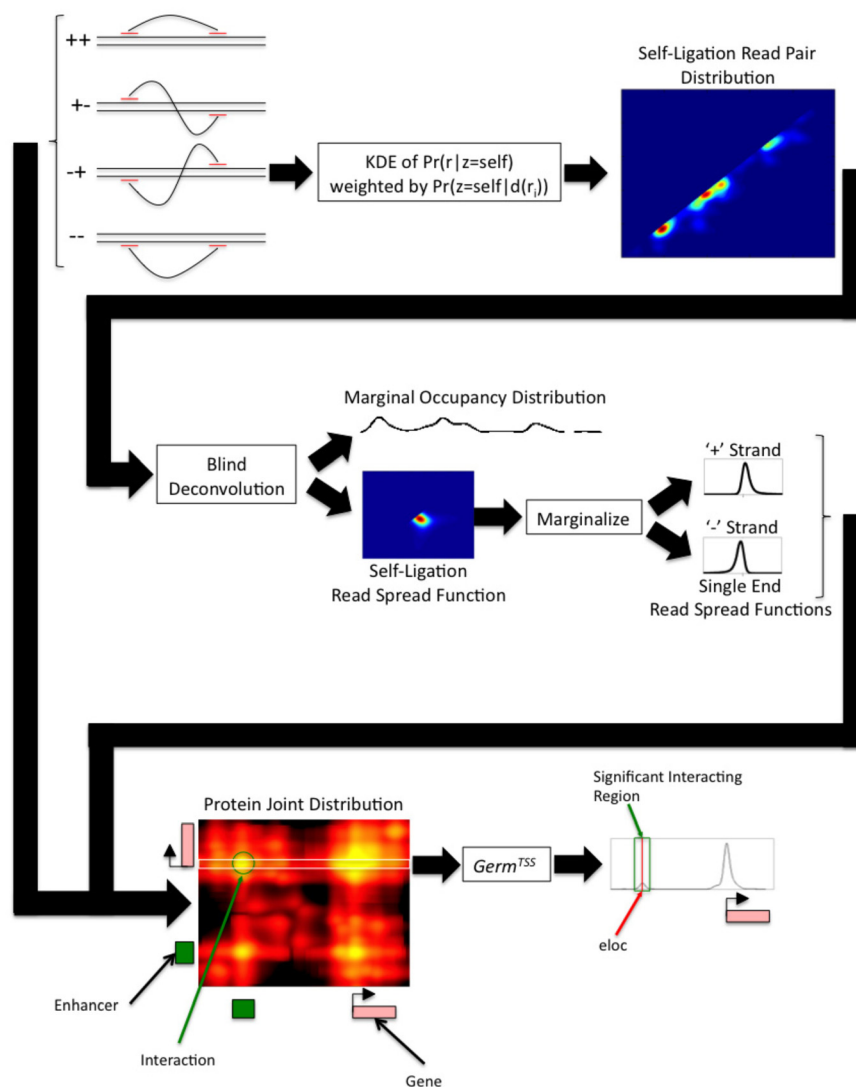 ++
+-
-+
--
KDE of Pr(r|z=self)
weighted by Pr(z=self|d(rᵢ))
Self-Ligation Read Pair
Distribution
Marginal Occupancy Distribution
Blind
Deconvolution
Self-Ligation
Read Spread Function
Marginalize
'+' Strand
'-' Strand
Single End
Read Spread Functions
Protein Joint Distribution
Germᵀˢˢ
Significant Interacting
Region
eloc
Enhancer
Interaction
Gene